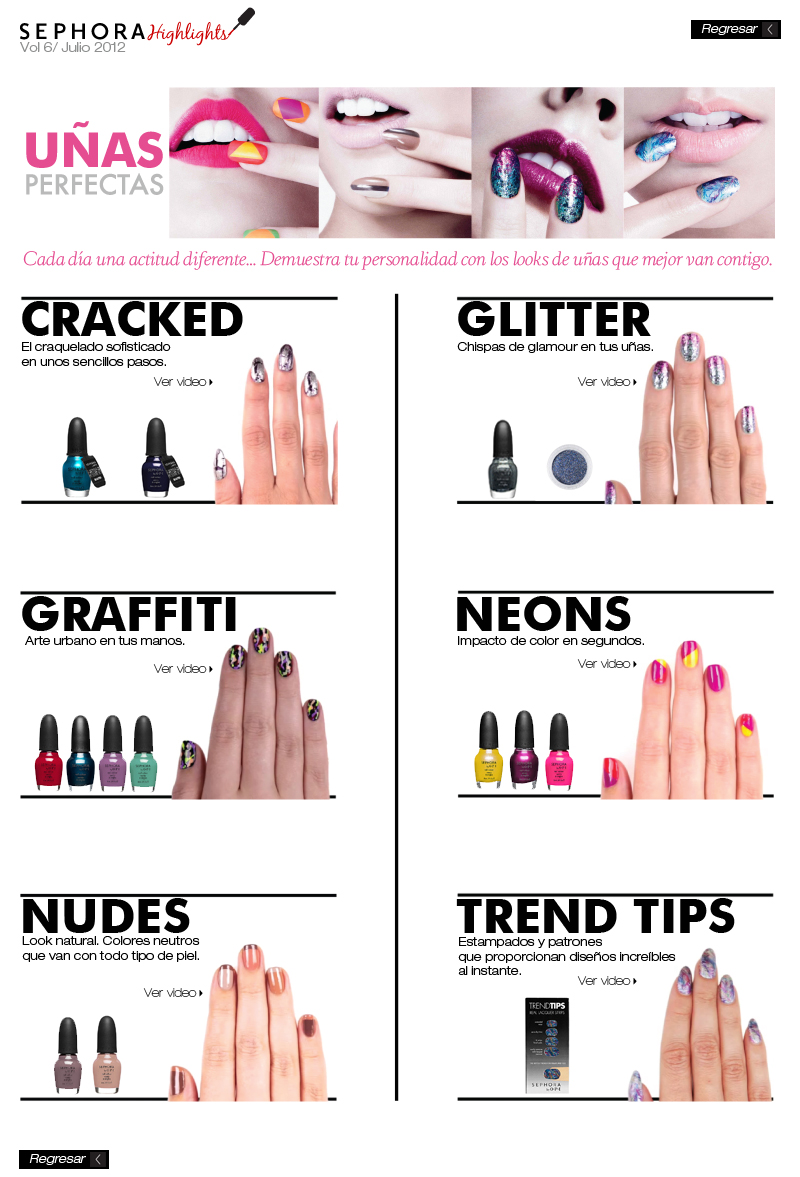 SEPHORA Highlights
Vol 6/ Julio 2012
Regresar
UÑAS
PERFECTAS
Cada día una actitud diferente... Demuestra tu personalidad con los looks de uñas que mejor van contigo.
CRACKED
El craquelado sofisticado
en unos sencillos pasos.
Ver video
GLITTER
Chispas de glamour en tus uñas.
Ver video
GRAFFITI
Arte urbano en tus manos.
Ver video
NEONS
Impacto de color en segundos.
Ver video
NUDES
Look natural. Colores neutros
que van con todo tipo de piel.
Ver video
TREND TIPS
Estampados y patrones
que proporcionan diseños increíbles
al instante.
Ver video
TRENDTIPS
SEPHORA
by OPI
Regresar